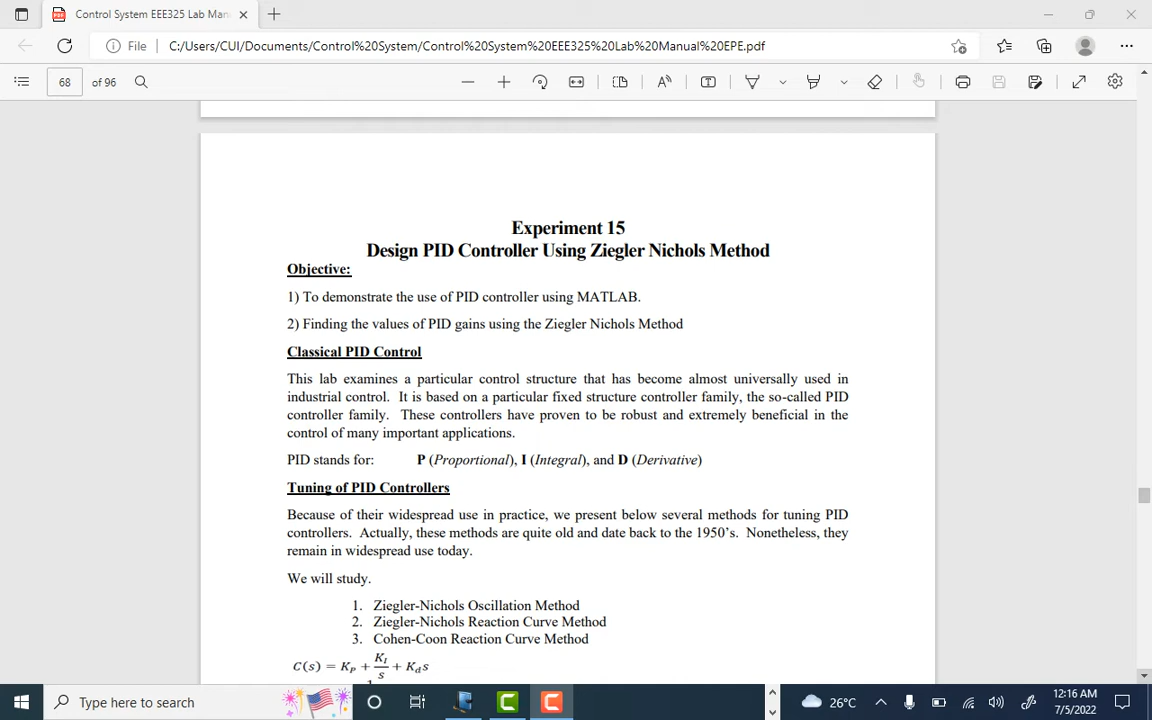 Control System EEE325 Lab Man
File
C:/Users/CUI/Documents/Control%20System/Control%20System%20EEE325%20Lab%20Manual%20EPE.pdf
68 of 96
Experiment 15
Design PID Controller Using Ziegler Nichols Method
Objective:
1) To demonstrate the use of PID controller using MATLAB.
2) Finding the values of PID gains using the Ziegler Nichols Method
Classical PID Control
This lab examines a particular control structure that has become almost universally used in
industrial control. It is based on a particular fixed structure controller family, the so-called PID
controller family. These controllers have proven to be robust and extremely beneficial in the
control of many important applications.
PID stands for: P (Proportional), I (Integral), and D (Derivative)
Tuning of PID Controllers
Because of their widespread use in practice, we present below several methods for tuning PID
controllers. Actually, these methods are quite old and date back to the 1950's. Nonetheless, they
remain in widespread use today.
We will study.
1. Ziegler-Nichols Oscillation Method
2. Ziegler-Nichols Reaction Curve Method
3. Cohen-Coon Reaction Curve Method
C(s) = K_P + K_I/s + K_d s
Type here to search
26°C
12:16 AM
7/5/2022